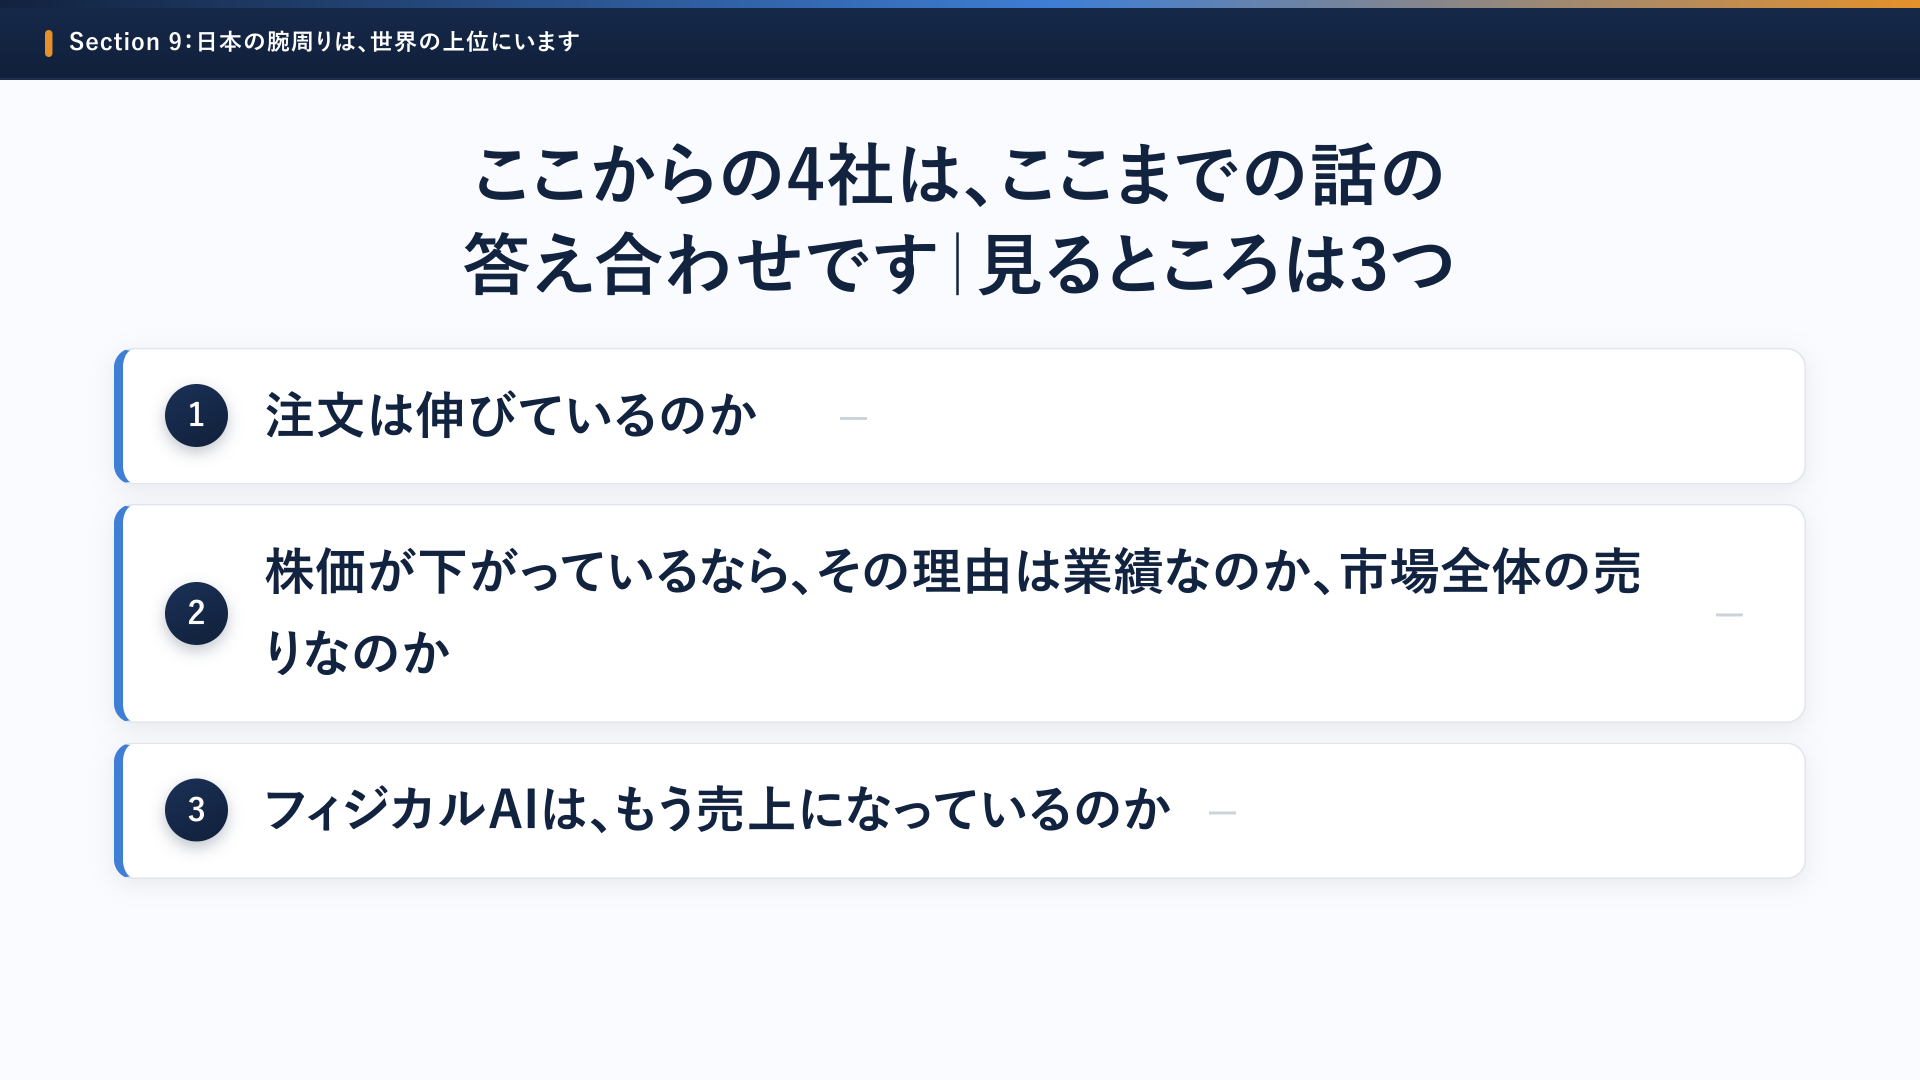 Section 9：日本の腕周りは、世界の上位にいます
ここからの4社は、ここまでの話の
答え合わせです｜見るところは3つ
1 注文は伸びているのか —
2 株価が下がっているなら、その理由は業績なのか、市場全体の売
りなのか —
3 フィジカルAIは、もう売上になっているのか —